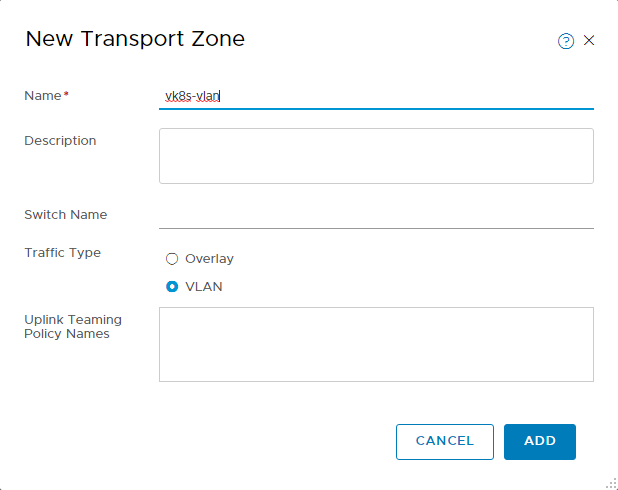 New Transport Zone
Name*
vk8s-vlan
Description
Switch Name
Traffic Type
Overlay
VLAN
Uplink Teaming
Policy Names
CANCEL
ADD